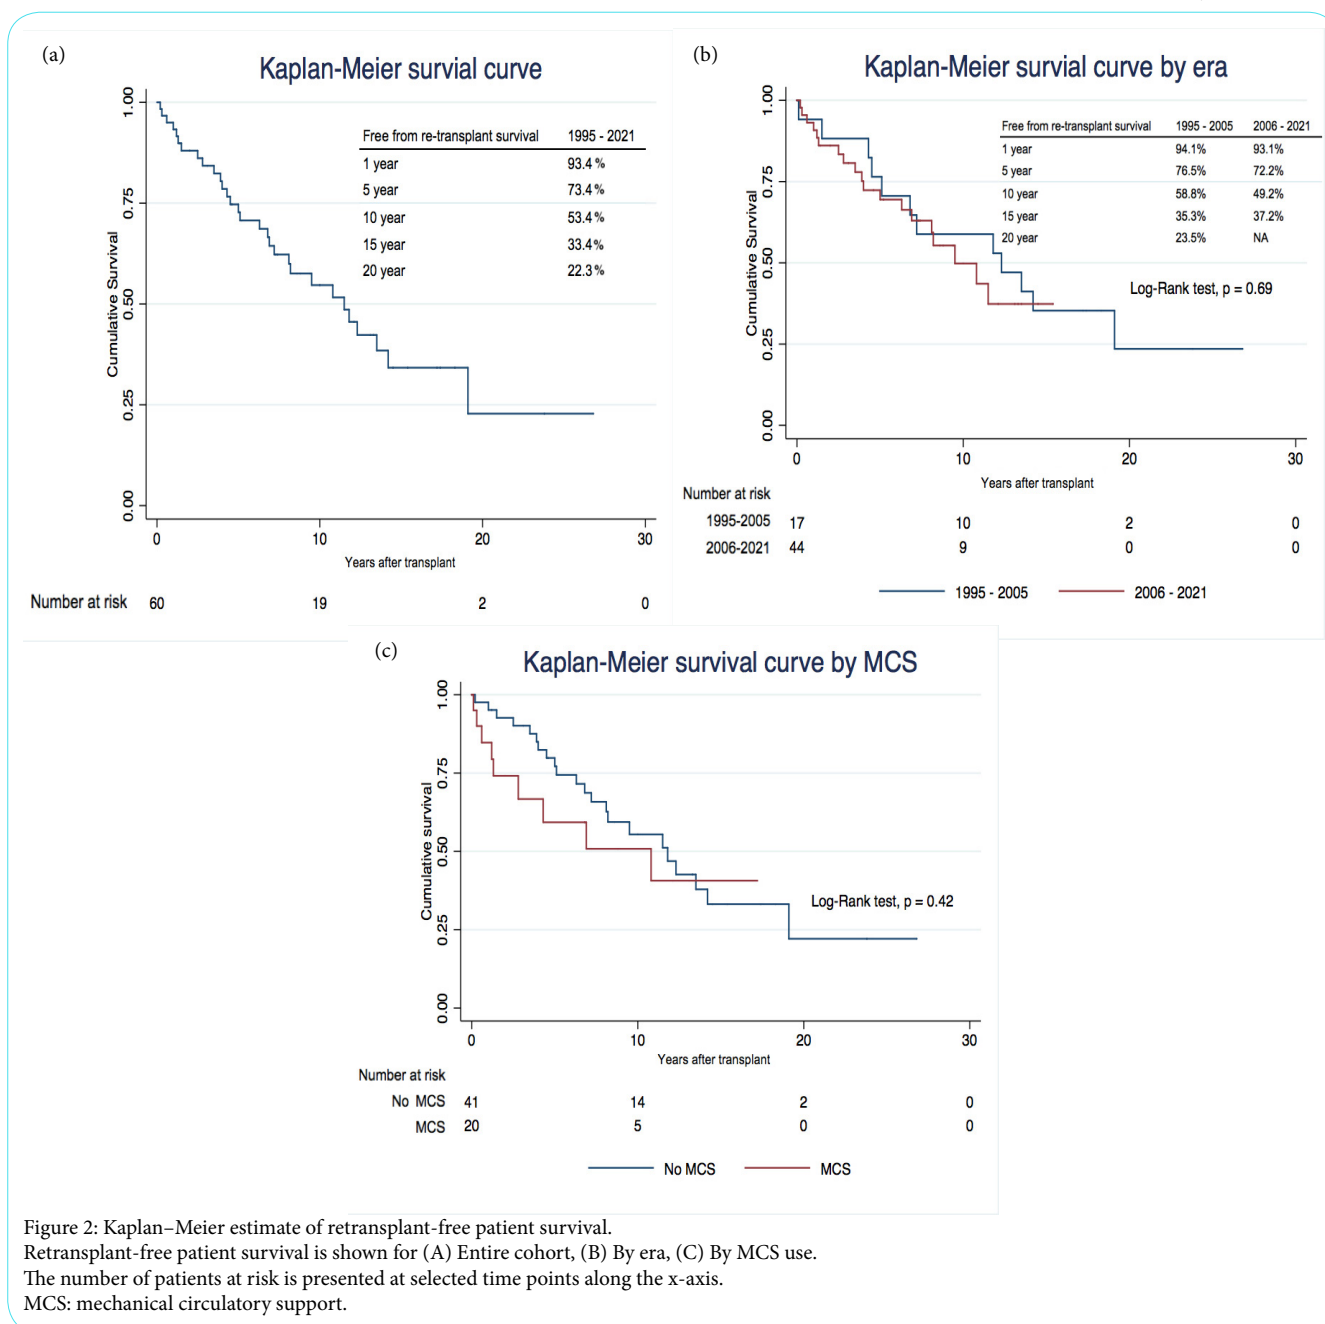 (a)
Kaplan-Meier survial curve
Free from re-transplant survival 1995 - 2021
1 year 93.4 %
5 year 73.4 %
10 year 53.4 %
15 year 33.4 %
20 year 22.3 %
Cumulative Survival
1.00
0.75
0.50
0.25
0.00
0 10 20 30
Years after transplant
Number at risk 60 19 2 0
(b)
Kaplan-Meier survial curve by era
Free from re-transplant survival 1995 - 2005 2006 - 2021
1 year 94.1% 93.1%
5 year 76.5% 72.2%
10 year 58.8% 49.2%
15 year 35.3% 37.2%
20 year 23.5% NA
Log-Rank test, p = 0.69
Cumulative Survival
1.00
0.75
0.50
0.25
0.00
0 10 20 30
Years after transplant
Number at risk
1995-2005 17 10 2 0
2006-2021 44 9 0 0
1995 - 2005 2006 - 2021
(c)
Kaplan-Meier survival curve by MCS
Cumulative survival
1.00
0.75
0.50
0.25
0.00
Log-Rank test, p = 0.42
0 10 20 30
Years after transplant
Number at risk
No MCS 41 14 2 0
MCS 20 5 0 0
No MCS MCS
Figure 2: Kaplan–Meier estimate of retransplant-free patient survival.
Retransplant-free patient survival is shown for (A) Entire cohort, (B) By era, (C) By MCS use.
The number of patients at risk is presented at selected time points along the x-axis.
MCS: mechanical circulatory support.